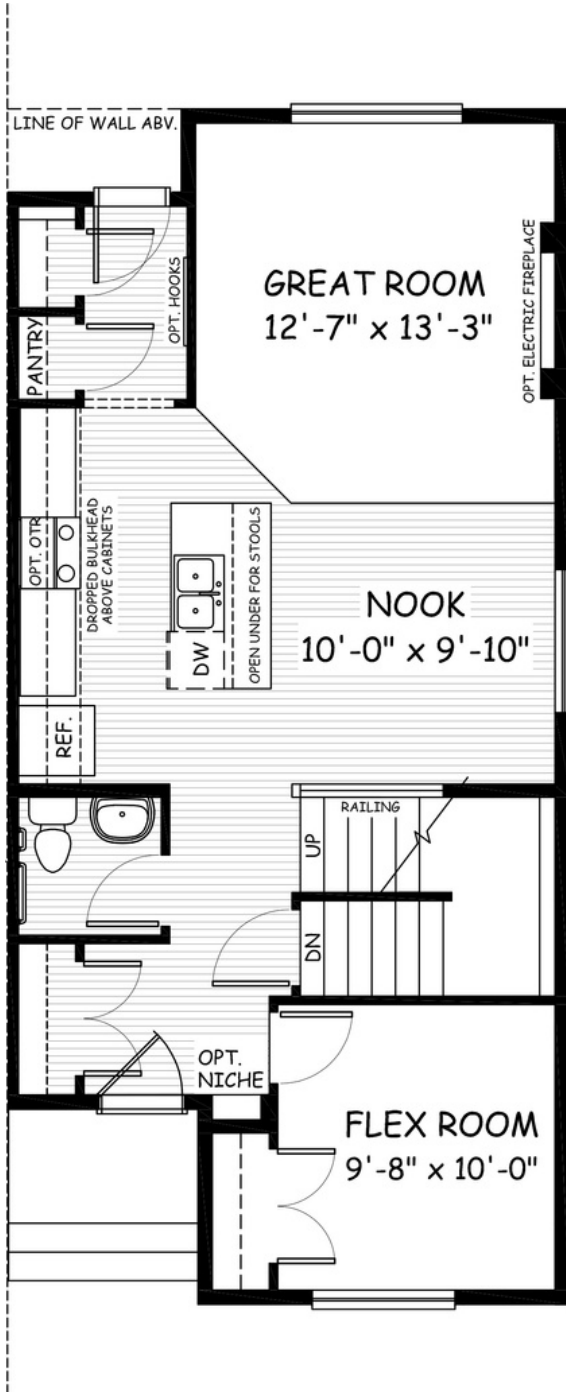 LINE OF WALL ABV.
GREAT ROOM
12'-7" x 13'-3"
OPT. ELECTRIC FIREPLACE
OPT. HOOKS
PANTRY
OPT. OTR
DROPPED BULKHEAD
ABOVE CABINETS
OPEN UNDER FOR STOOLS
DW
NOOK
10'-0" x 9'-10"
REF.
RAILING
UP
DN
OPT.
NICHE
FLEX ROOM
9'-8" x 10'-0"